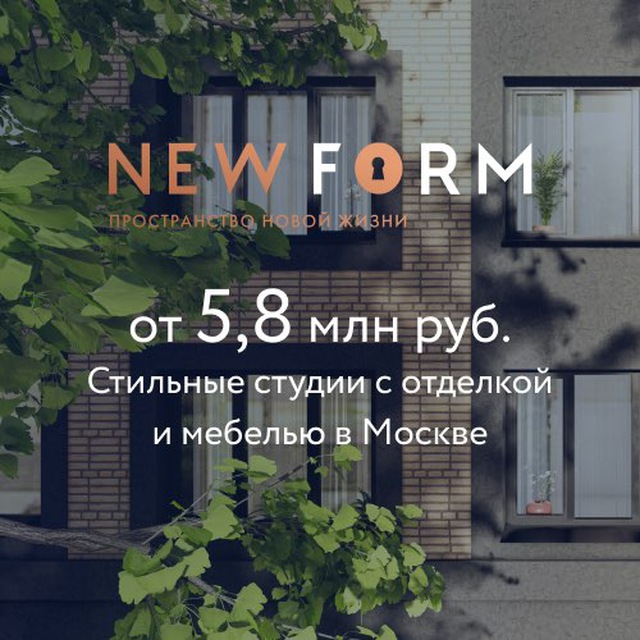 NEW FORM
ПРОСТРАНСТВО НОВОЙ ЖИЗНИ
от 5,8 млн руб.
Стильные студии с отделкой
и мебелью в Москве